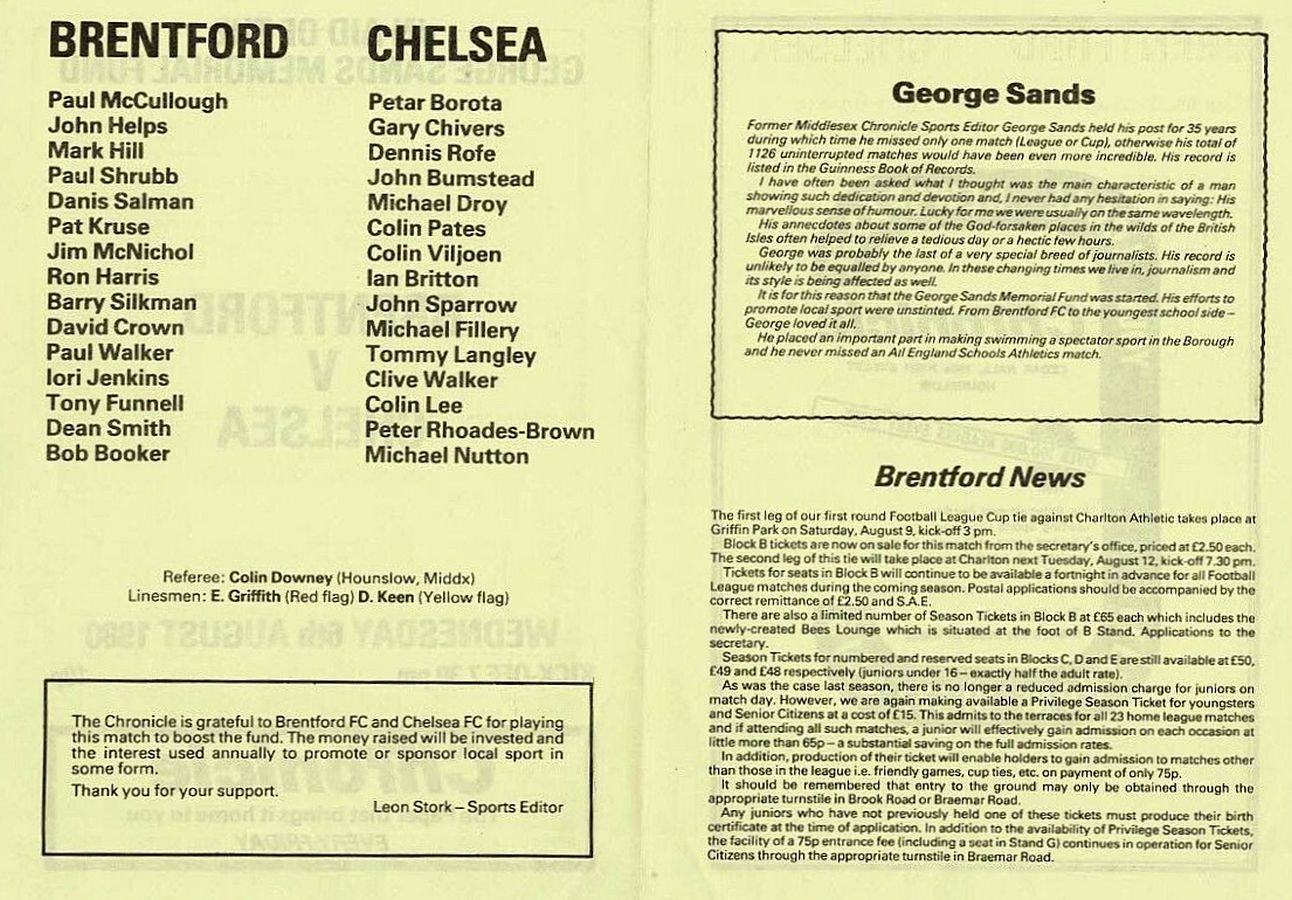 BRENTFORD
Paul McCullough
John Helps
Mark Hill
Paul Shrubb
Danis Salman
Pat Kruse
Jim McNichol
Ron Harris
Barry Silkman
David Crown
Paul Walker
Iori Jenkins
Tony Funnell
Dean Smith
Bob Booker
CHELSEA
Petar Borota
Gary Chivers
Dennis Rofe
John Bumstead
Michael Droy
Colin Pates
Colin Viljoen
Ian Britton
John Sparrow
Michael Fillery
Tommy Langley
Clive Walker
Colin Lee
Peter Rhoades-Brown
Michael Nutton
Referee: Colin Downey (Hounslow, Middx)
Linesmen: E. Griffith (Red flag) D. Keen (Yellow flag)
The Chronicle is grateful to Brentford FC and Chelsea FC for playing
this match to boost the fund. The money raised will be invested and
the interest used annually to promote or sponsor local sport in
some form.
Thank you for your support.
Leon Stork – Sports Editor
George Sands
Former Middlesex Chronicle Sports Editor George Sands held his post for 35 years
during which time he missed only one match (League or Cup), otherwise his total of
1126 uninterrupted matches would have been even more incredible. His record is
listed in the Guinness Book of Records.
I have often been asked what I thought was the main characteristic of a man
showing such dedication and devotion and, I never had any hesitation in saying: His
marvellous sense of humour. Lucky for me we were usually on the same wavelength.
His annecdotes about some of the God-forsaken places in the wilds of the British
Isles often helped to relieve a tedious day or a hectic few hours.
George was probably the last of a very special breed of journalists. His record is
unlikely to be equalled by anyone. In these changing times we live in, journalism and
its style is being affected as well.
It is for this reason that the George Sands Memorial Fund was started. His efforts to
promote local sport were unstinted. From Brentford FC to the youngest school side –
George loved it all.
He placed an important part in making swimming a spectator sport in the Borough
and he never missed an All England Schools Athletics match.
Brentford News
The first leg of our first round Football League Cup tie against Charlton Athletic takes place at
Griffin Park on Saturday, August 9, kick-off 3 pm.
Block B tickets are now on sale for this match from the secretary's office, priced at £2.50 each.
The second leg of this tie will take place at Charlton next Tuesday, August 12, kick-off 7.30 pm.
Tickets for seats in Block B will continue to be available a fortnight in advance for all Football
League matches during the coming season. Postal applications should be accompanied by the
correct remittance of £2.50 and S.A.E.
There are also a limited number of Season Tickets in Block B at £65 each which includes the
newly-created Bees Lounge which is situated at the foot of B Stand. Applications to the
secretary.
Season Tickets for numbered and reserved seats in Blocks C, D and E are still available at £50,
£49 and £48 respectively (juniors under 16 – exactly half the adult rate).
As was the case last season, there is no longer a reduced admission charge for juniors on
match day. However, we are again making available a Privilege Season Ticket for youngsters
and Senior Citizens at a cost of £15. This admits to the terraces for all 23 home league matches
and if attending all such matches, a junior will effectively gain admission on each occasion at
little more than 65p – a substantial saving on the full admission rates.
In addition, production of their ticket will enable holders to gain admission to matches other
than those in the league i.e. friendly games, cup ties, etc. on payment of only 75p.
It should be remembered that entry to the ground may only be obtained through the
appropriate turnstile in Brook Road or Braemar Road.
Any juniors who have not previously held one of these tickets must produce their birth
certificate at the time of application. In addition to the availability of Privilege Season Tickets,
the facility of a 75p entrance fee (including a seat in Stand G) continues in operation for Senior
Citizens through the appropriate turnstile in Braemar Road.